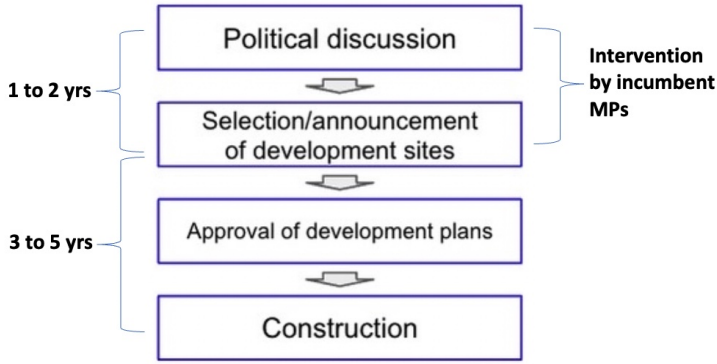 Political discussion
Intervention
by incumbent
MPs
1 to 2 yrs
Selection/announcement
of development sites
Approval of development plans
3 to 5 yrs
Construction